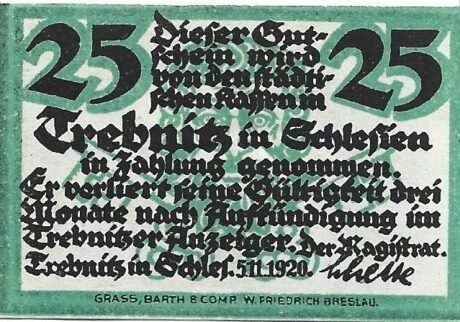 25 Dieser Gut- 25
schein wird
von den städti-
schen Kassen in
Trebnitz in Schlesien
in Zahlung genommen.
Er verliert seine Gültigkeit drei
Monate nach Aufkündigung im
Trebnitzer Anzeiger. Der Magistrat.
Trebnitz in Schles. 5.11.1920.
GRASS, BARTH & COMP. W. FRIEDRICH BRESLAU.